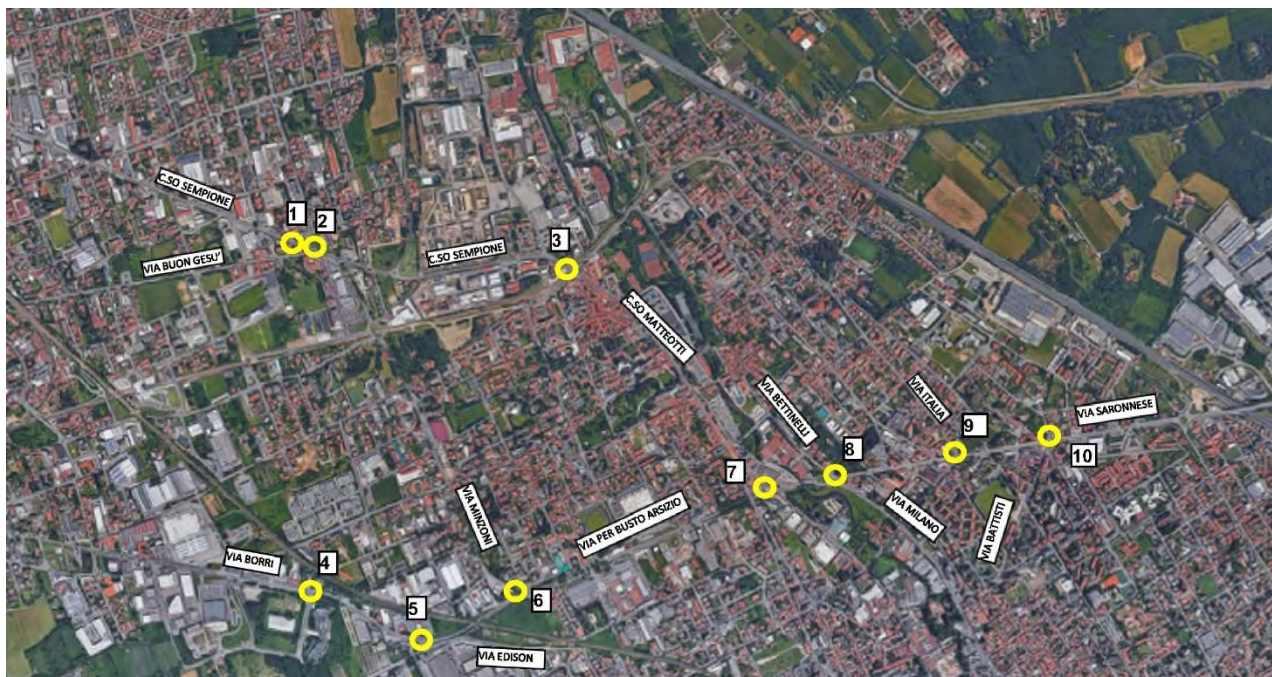 C.SO SEMPIONE
1
2
VIA BUON GESU'
C.SO SEMPIONE
3
C.SO MATTEOTTI
VIA BETTINELLI
VIA ITALIA
VIA SARONNESE
9
10
8
7
VIA MILANO
VIA BATTISTI
VIA MINZONI
VIA PER BUSTO ARSIZIO
VIA BORRI
4
5
6
VIA EDISON